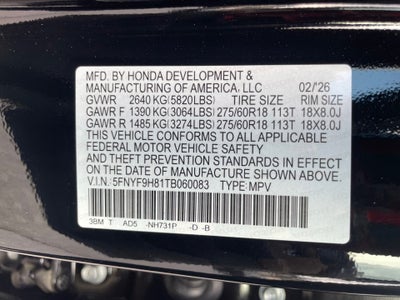 MFD. BY HONDA DEVELOPMENT &
MANUFACTURING OF AMERICA, LLC 02/'26
GVWR 2640 KG(5820LBS) TIRE SIZE RIM SIZE
GAWR F 1390 KG(3064LBS) 275/60R18 113T 18X8.0J
GAWR R 1485 KG(3274LBS) 275/60R18 113T 18X8.0J
THIS VEHICLE CONFORMS TO ALL APPLICABLE
FEDERAL MOTOR VEHICLE SAFETY AND
THEFT PREVENTION STANDARDS IN EFFECT
ON THE DATE OF MANUFACTURE SHOWN ABOVE.
V.I.N. 5FNYF9H81TB060083 TYPE: MPV
3BM T AD5 -NH731P -D -B